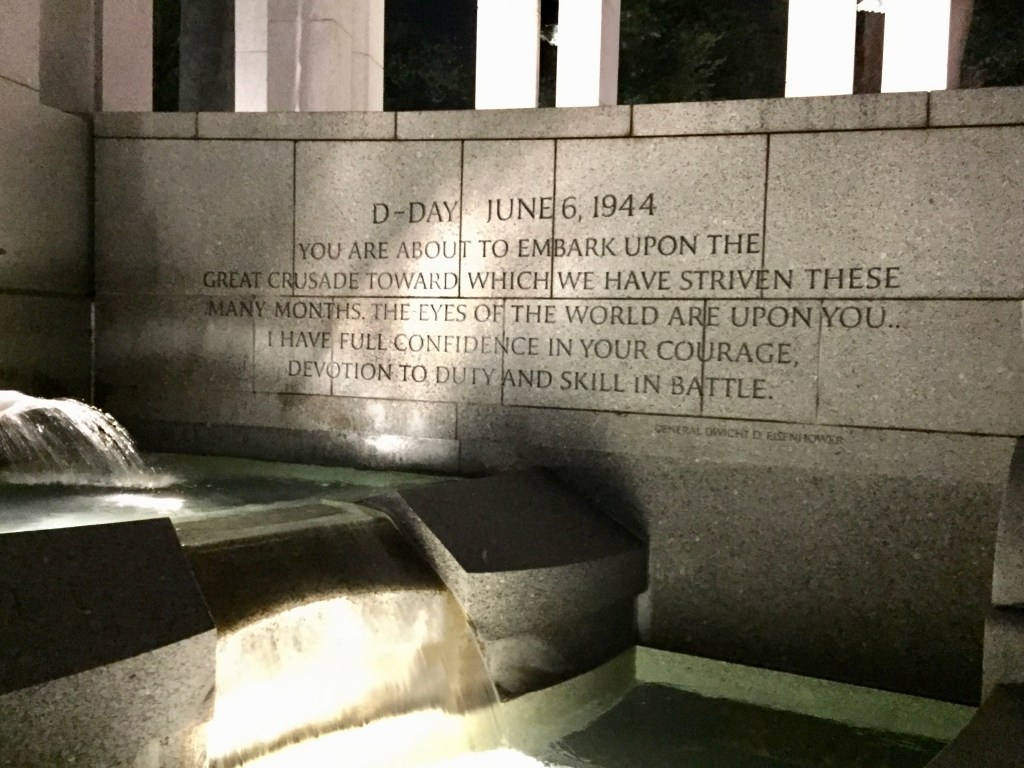 D-DAY JUNE 6, 1944
YOU ARE ABOUT TO EMBARK UPON THE
GREAT CRUSADE TOWARD WHICH WE HAVE STRIVEN THESE
MANY MONTHS. THE EYES OF THE WORLD ARE UPON YOU..
I HAVE FULL CONFIDENCE IN YOUR COURAGE,
DEVOTION TO DUTY AND SKILL IN BATTLE.
GENERAL DWIGHT D. EISENHOWER